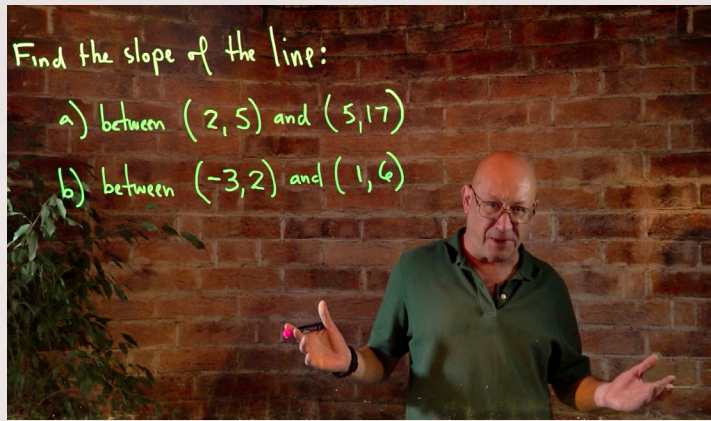 Find the slope of the line:
a) between (2,5) and (5,17)
b) between (-3,2) and (1,6)